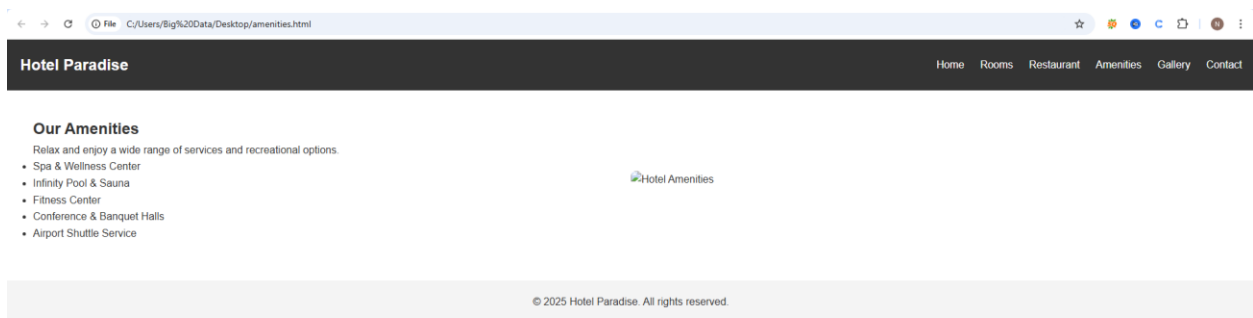 File C:/Users/Big%20Data/Desktop/amenities.html
N
Hotel Paradise
Home Rooms Restaurant Amenities Gallery Contact
Our Amenities
Relax and enjoy a wide range of services and recreational options.
• Spa & Wellness Center
• Infinity Pool & Sauna
• Fitness Center
• Conference & Banquet Halls
• Airport Shuttle Service
Hotel Amenities
© 2025 Hotel Paradise. All rights reserved.